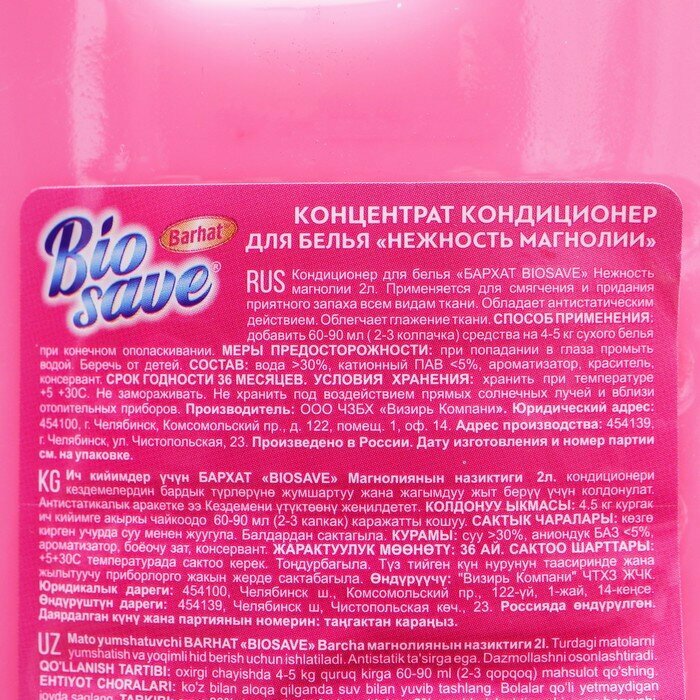 Bio save®
Barhat®
КОНЦЕНТРАТ КОНДИЦИОНЕР
ДЛЯ БЕЛЬЯ «НЕЖНОСТЬ МАГНОЛИИ»
RUS Кондиционер для белья «БАРХАТ BIOSAVE» Нежность
магнолии 2л. Применяется для смягчения и придания
приятного запаха всем видам ткани. Обладает антистатическим
действием. Облегчает глажение ткани. СПОСОБ ПРИМЕНЕНИЯ:
добавить 60-90 мл ( 2-3 колпачка) средства на 4-5 кг сухого белья
при конечном ополаскивании. МЕРЫ ПРЕДОСТОРОЖНОСТИ: при попадании в глаза промыть
водой. Беречь от детей. СОСТАВ: вода >30%, катионный ПАВ <5%, ароматизатор, краситель,
консервант. СРОК ГОДНОСТИ 36 МЕСЯЦЕВ. УСЛОВИЯ ХРАНЕНИЯ: хранить при температуре
+5 +30С. Не замораживать. Не хранить под воздействием прямых солнечных лучей и вблизи
отопительных приборов. Производитель: ООО ЧЗБХ «Визирь Компани». Юридический адрес:
454100, г. Челябинск, Комсомольский пр., д. 122, помещ. 1, оф. 14. Адрес производства: 454139,
г. Челябинск, ул. Чистопольская, 23. Произведено в России. Дату изготовления и номер партии
см. на упаковке.
KG Ич кийимдер үчүн БАРХАТ «BIOSAVE» Магнолиянын назиктиги 2л. кондиционери
кездемелердин бардык түрлөрүнө жумшартуу жана жагымдуу жыт берүү үчүн колдонулат.
Антистатикалык аракетке ээ Кездемени үтүктөөнү жеңилдетет. КОЛДОНУУ ЫКМАСЫ: 4.5 кг кургак
ич кийимге акыркы чайкоодо 60-90 мл (2-3 капкак) каражатты кошуу. САКТЫК ЧАРАЛАРЫ: көзгө
кирген учурда суу менен жуугула. Балдардан сактагыла. КУРАМЫ: суу >30%, аниондук БАЗ <5%,
ароматизатор, боёочу зат, консервант. ЖАРАКТУУЛУК МӨӨНӨТҮ: 36 АЙ. САКТОО ШАРТТАРЫ:
+5+30С температурада сактоо керек. Тоңдурбагыла. Түз тийген күн нурунун таасиринде жана
жылытуучу приборлорго жакын жерде сактабагыла. Өндүрүүчү: "Визирь Компани" ЧТХЗ ЖЧК.
Юридикалык дареги: 454100, Челябинск ш., Комсомольский пр., 122-үй, 1-жай, 14-кеңсе.
Өндүрүштүн дареги: 454139, Челябинск ш, Чистопольская көч., 23. Россияда өндүрүлгөн.
Даярдалган күнү жана партиянын номерин: таңгактан караңыз.
UZ Mato yumshatuvchi BARHAT «BIOSAVE» Barcha магнолиянын назиктиги 2l. Turdagi matolarni
yumshatish va yoqimli hid berish uchun ishlatiladi. Antistatik ta'sirga ega. Dazmollashni osonlashtiradi.
QO'LLANISH TARTIBI: oxirgi chayishda 4-5 kg quruq kirga 60-90 ml (2-3 qopqoq) mahsulot qo'shing.
EHTIYOT CHORALARI: ko'z bilan aloqa qilganda suv bilan yuvib tashlang. bolalar qo'li yetmaydigan